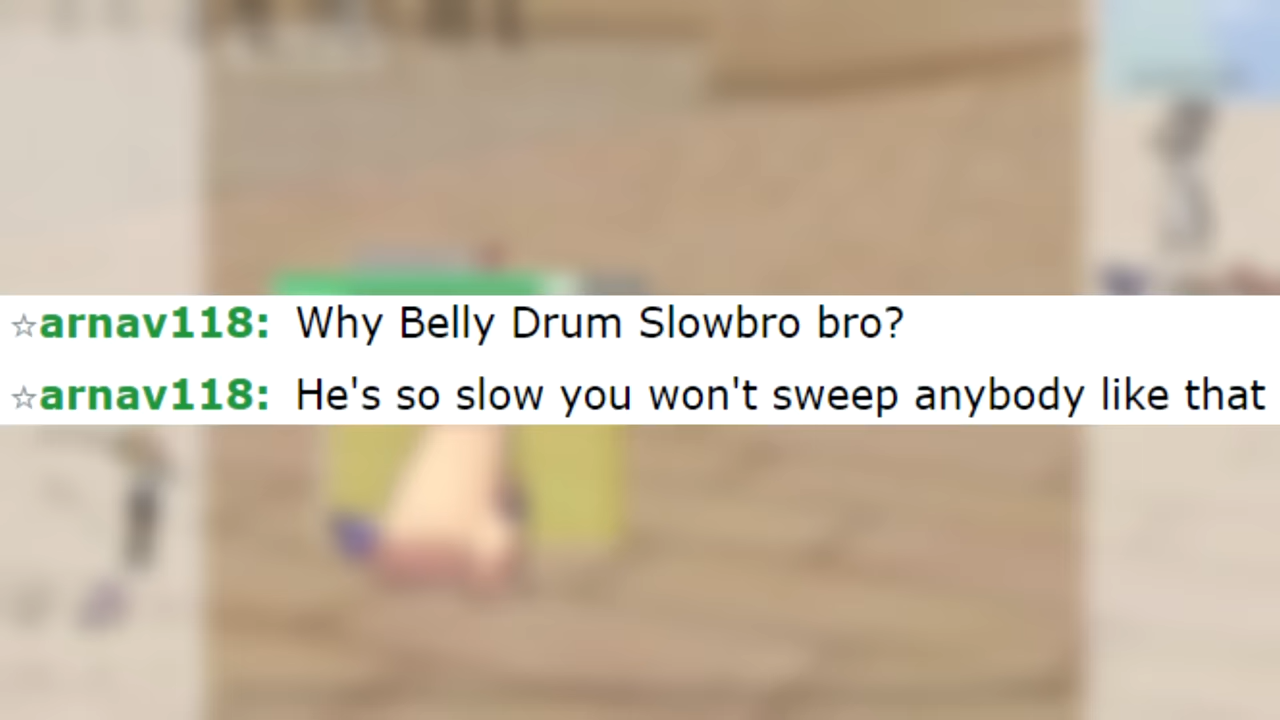 ☆arnav118: Why Belly Drum Slowbro bro?
☆arnav118: He's so slow you won't sweep anybody like that